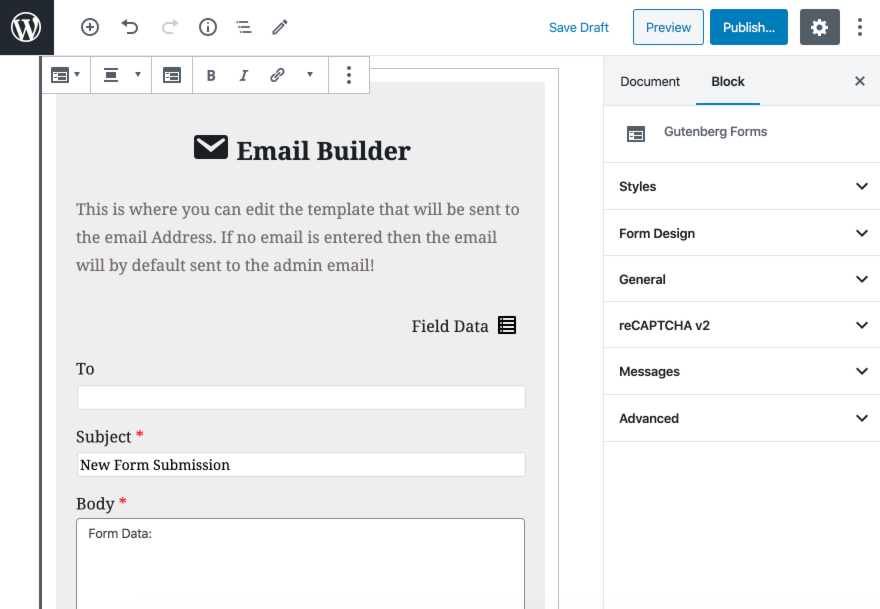 Save Draft
Preview
Publish...
B I
Document
Block
Gutenberg Forms
Styles
Form Design
General
reCAPTCHA v2
Messages
Advanced
Email Builder
This is where you can edit the template that will be sent to
the email Address. If no email is entered then the email
will by default sent to the admin email!
Field Data
To
Subject *
New Form Submission
Body *
Form Data: